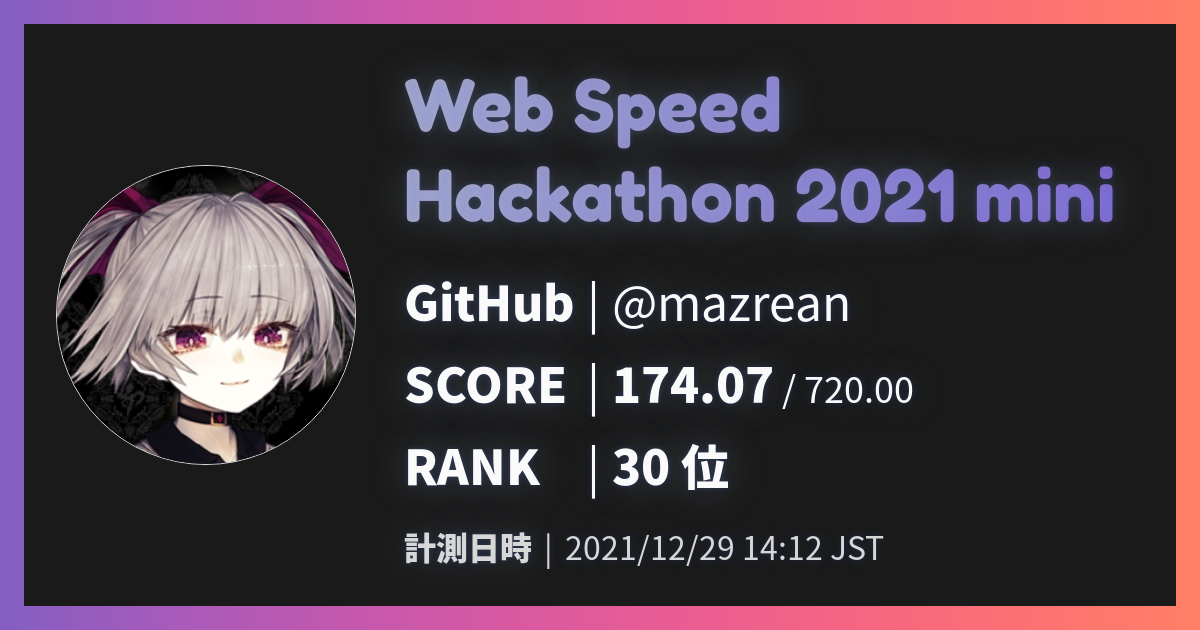 Web Speed
Hackathon 2021 mini
GitHub | @mazrean
SCORE | 174.07 / 720.00
RANK | 30 位
計測日時 | 2021/12/29 14:12 JST